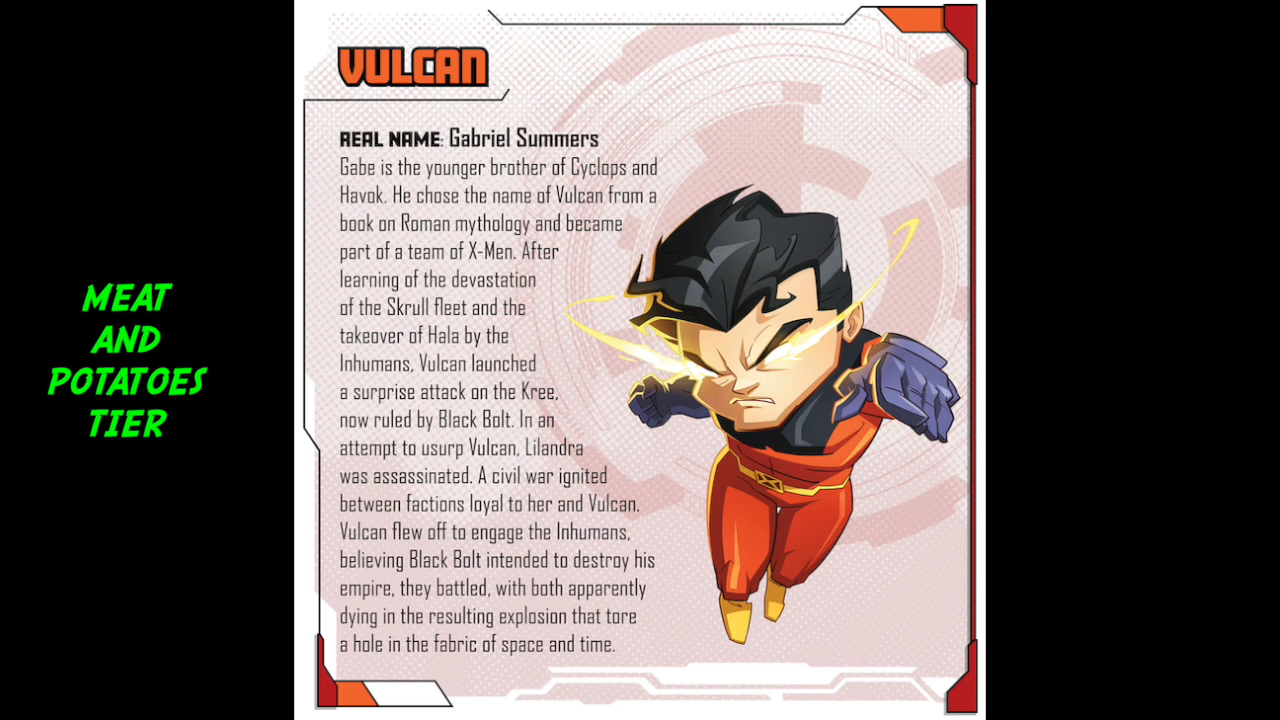 MEAT
AND
POTATOES
TIER
VULCAN
REAL NAME: Gabriel Summers
Gabe is the younger brother of Cyclops and
Havok. He chose the name of Vulcan from a
book on Roman mythology and became
part of a team of X-Men. After
learning of the devastation
of the Skrull fleet and the
takeover of Hala by the
Inhumans, Vulcan launched
a surprise attack on the Kree,
now ruled by Black Bolt. In an
attempt to usurp Vulcan, Lilandra
was assassinated. A civil war ignited
between factions loyal to her and Vulcan.
Vulcan flew off to engage the Inhumans,
believing Black Bolt intended to destroy his
empire, they battled, with both apparently
dying in the resulting explosion that tore
a hole in the fabric of space and time.